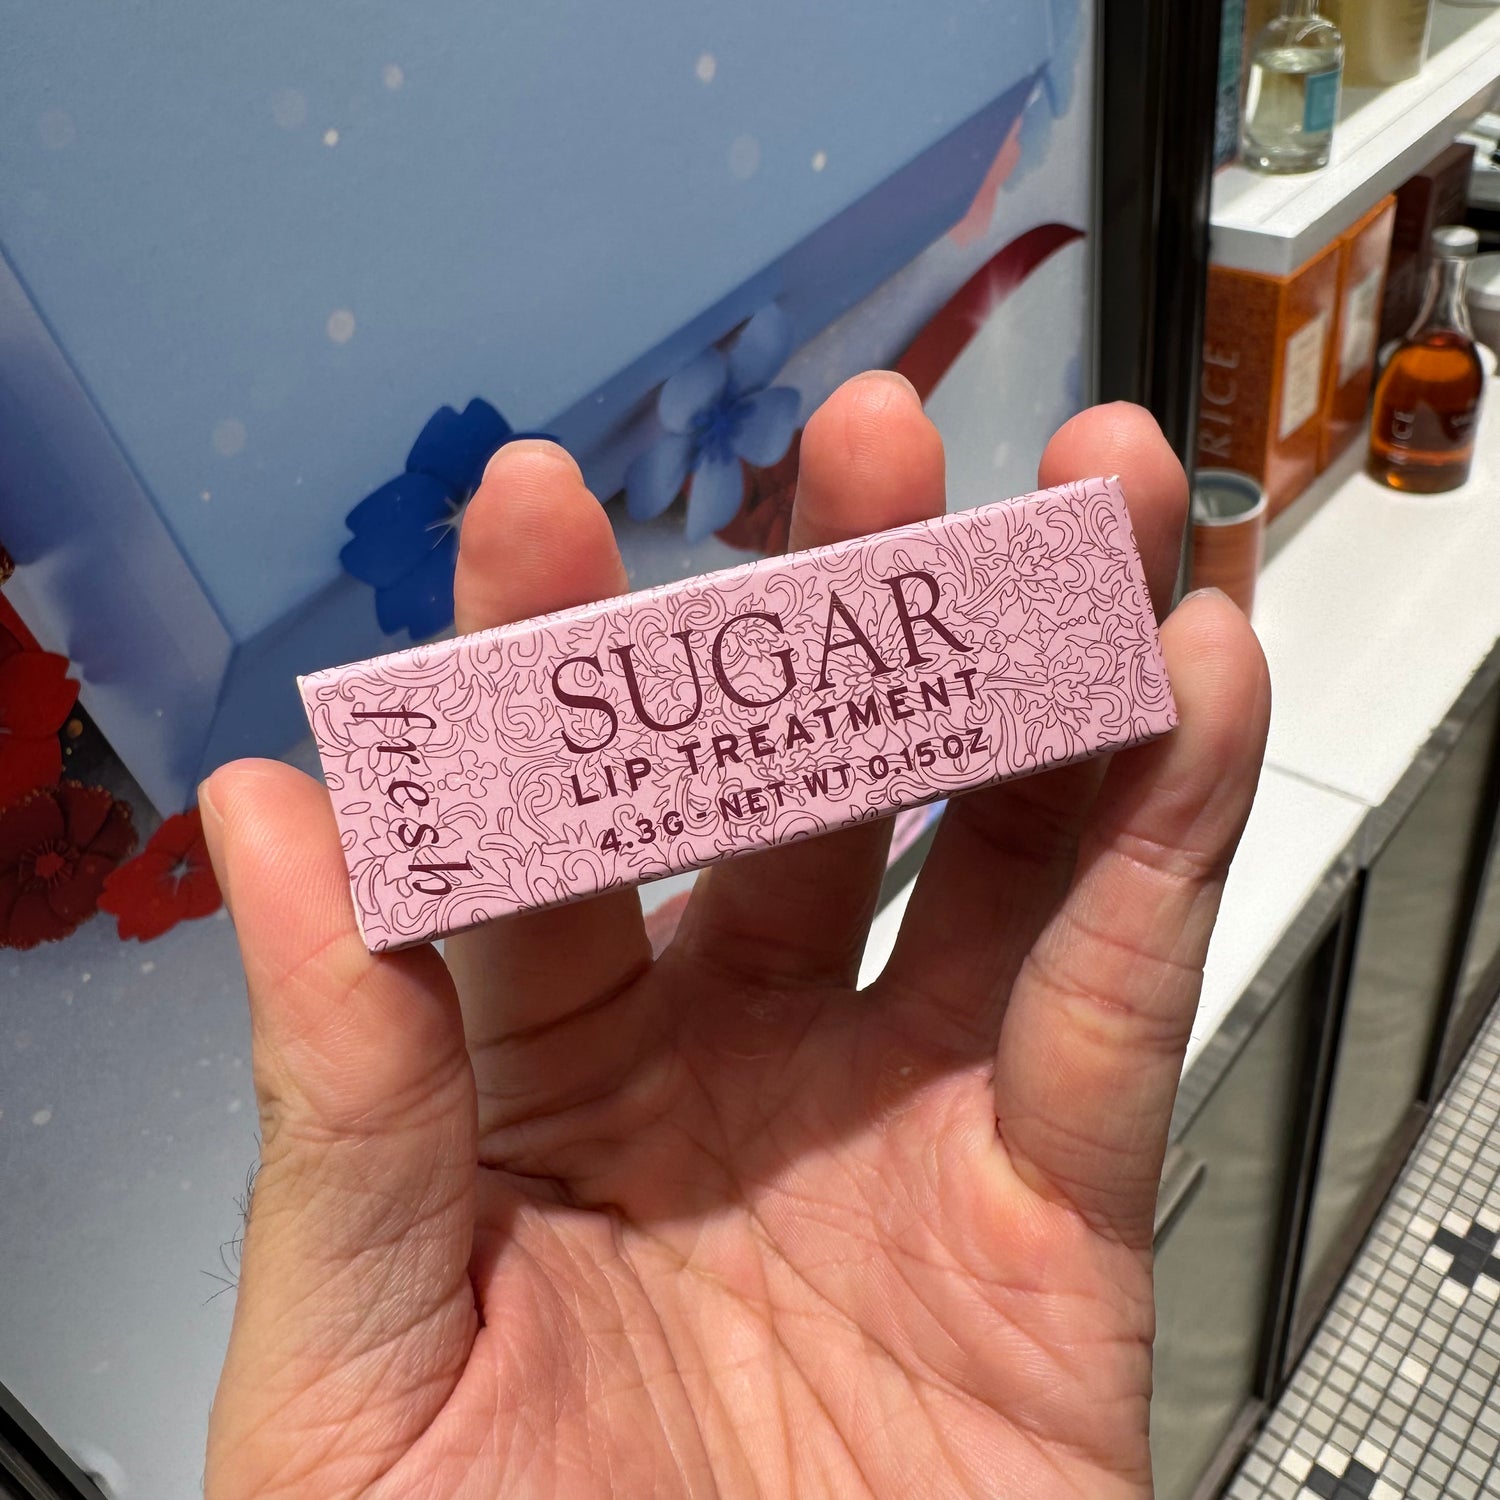 fresh
SUGAR
LIP TREATMENT
4.3G - NET WT 0.15OZ
RICE